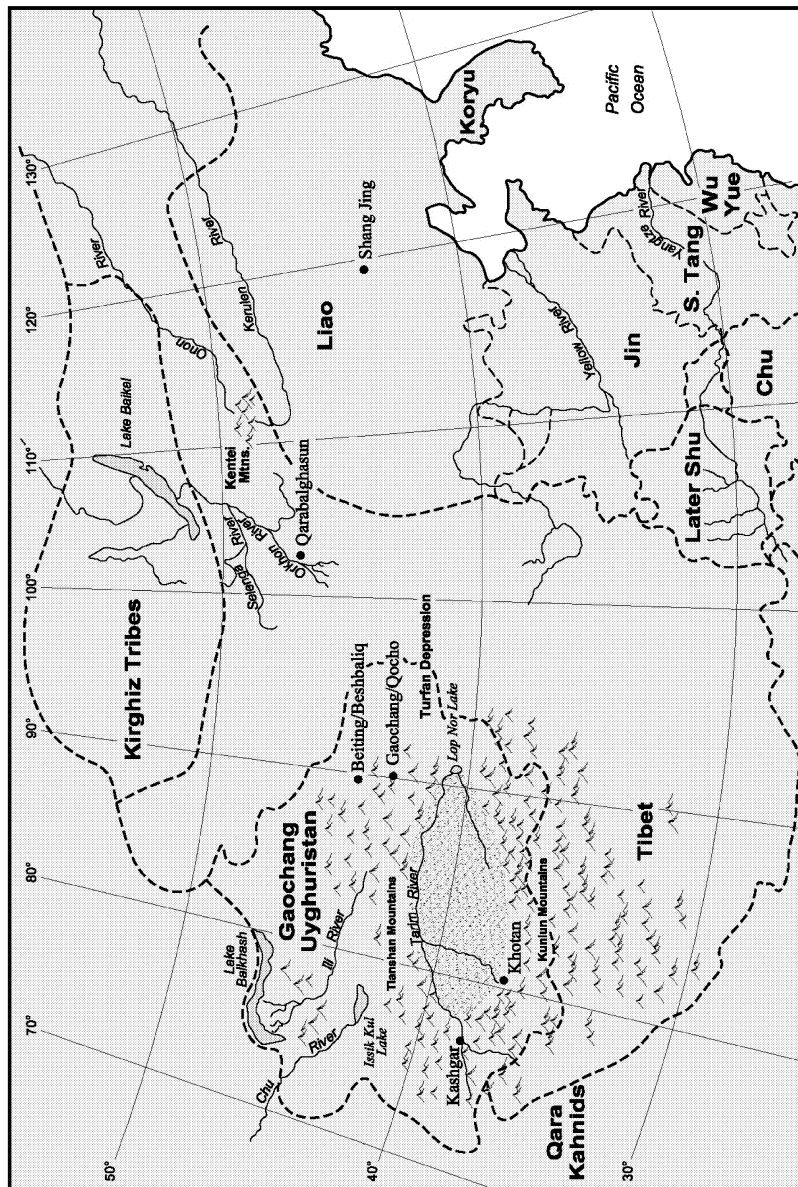 130°
120°
110°
100°
90°
80°
70°
50°
40°
30°
Pacific
Ocean
Koryu
River
Onon
River
Kerulen
Shang Jing
Liao
Lake Baikal
Kentei
Mtns.
Selenga
River
Orkhon
River
Qarabalghasun
Kirghiz Tribes
Yellow
River
Jin
Yangtze
River
Wu
Yue
S. Tang
Chu
Later Shu
Beiting/Beshbaliq
Gaochang/Qocho
Turfan Depression
Lop Nor Lake
Gaochang
Uyghuristan
Lake
Balkhash
Ili
River
Chu
River
Issik Kul
Lake
Tianshan Mountains
Tarim
River
Khotan
Kashgar
Kunlun Mountains
Tibet
Qara
Kahnids